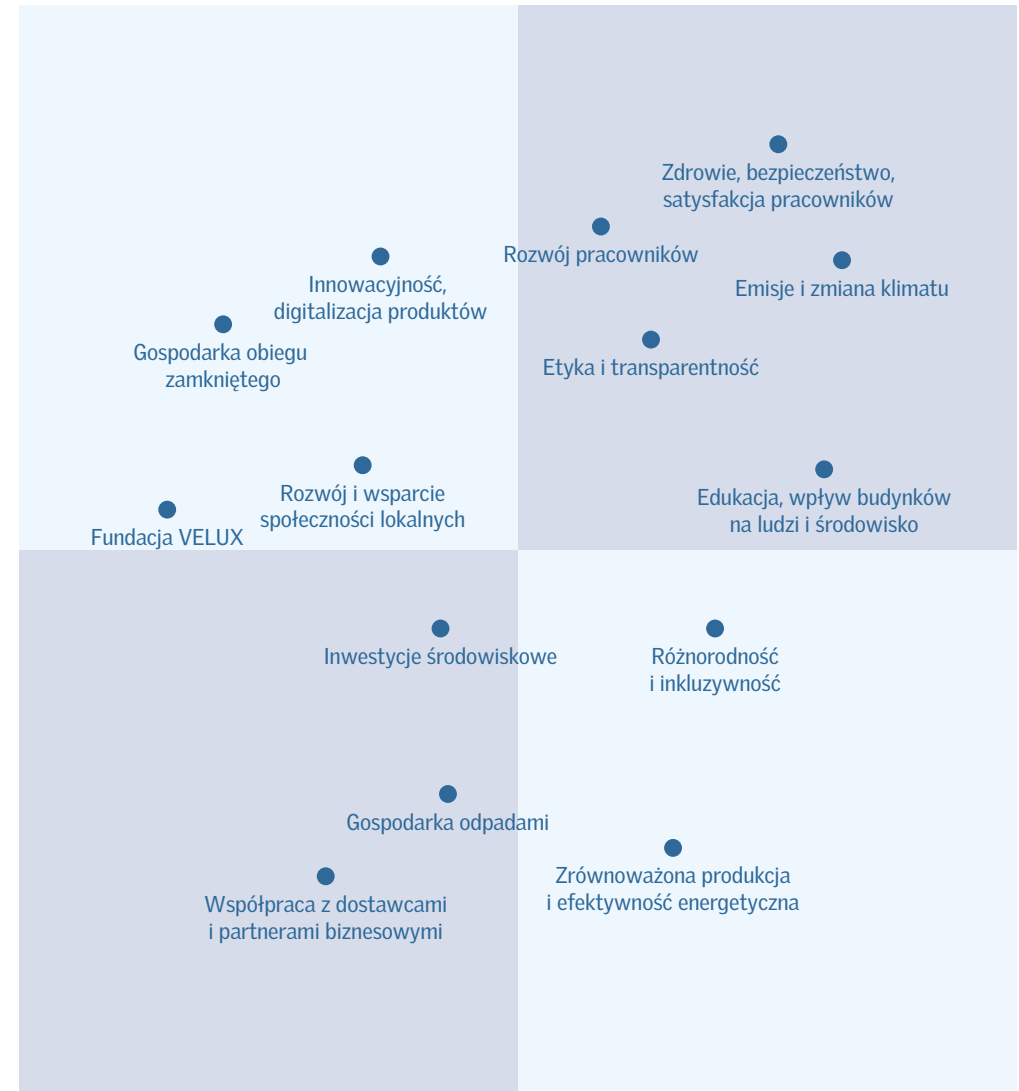 Zdrowie, bezpieczeństwo,
satysfakcja pracowników
Rozwój pracowników
Innowacyjność,
digitalizacja produktów
Emisje i zmiana klimatu
Gospodarka obiegu
zamkniętego
Etyka i transparentność
Rozwój i wsparcie
społeczności lokalnych
Edukacja, wpływ budynków
na ludzi i środowisko
Fundacja VELUX
Inwestycje środowiskowe
Różnorodność
i inkluzywność
Gospodarka odpadami
Zrównoważona produkcja
i efektywność energetyczna
Współpraca z dostawcami
i partnerami biznesowymi